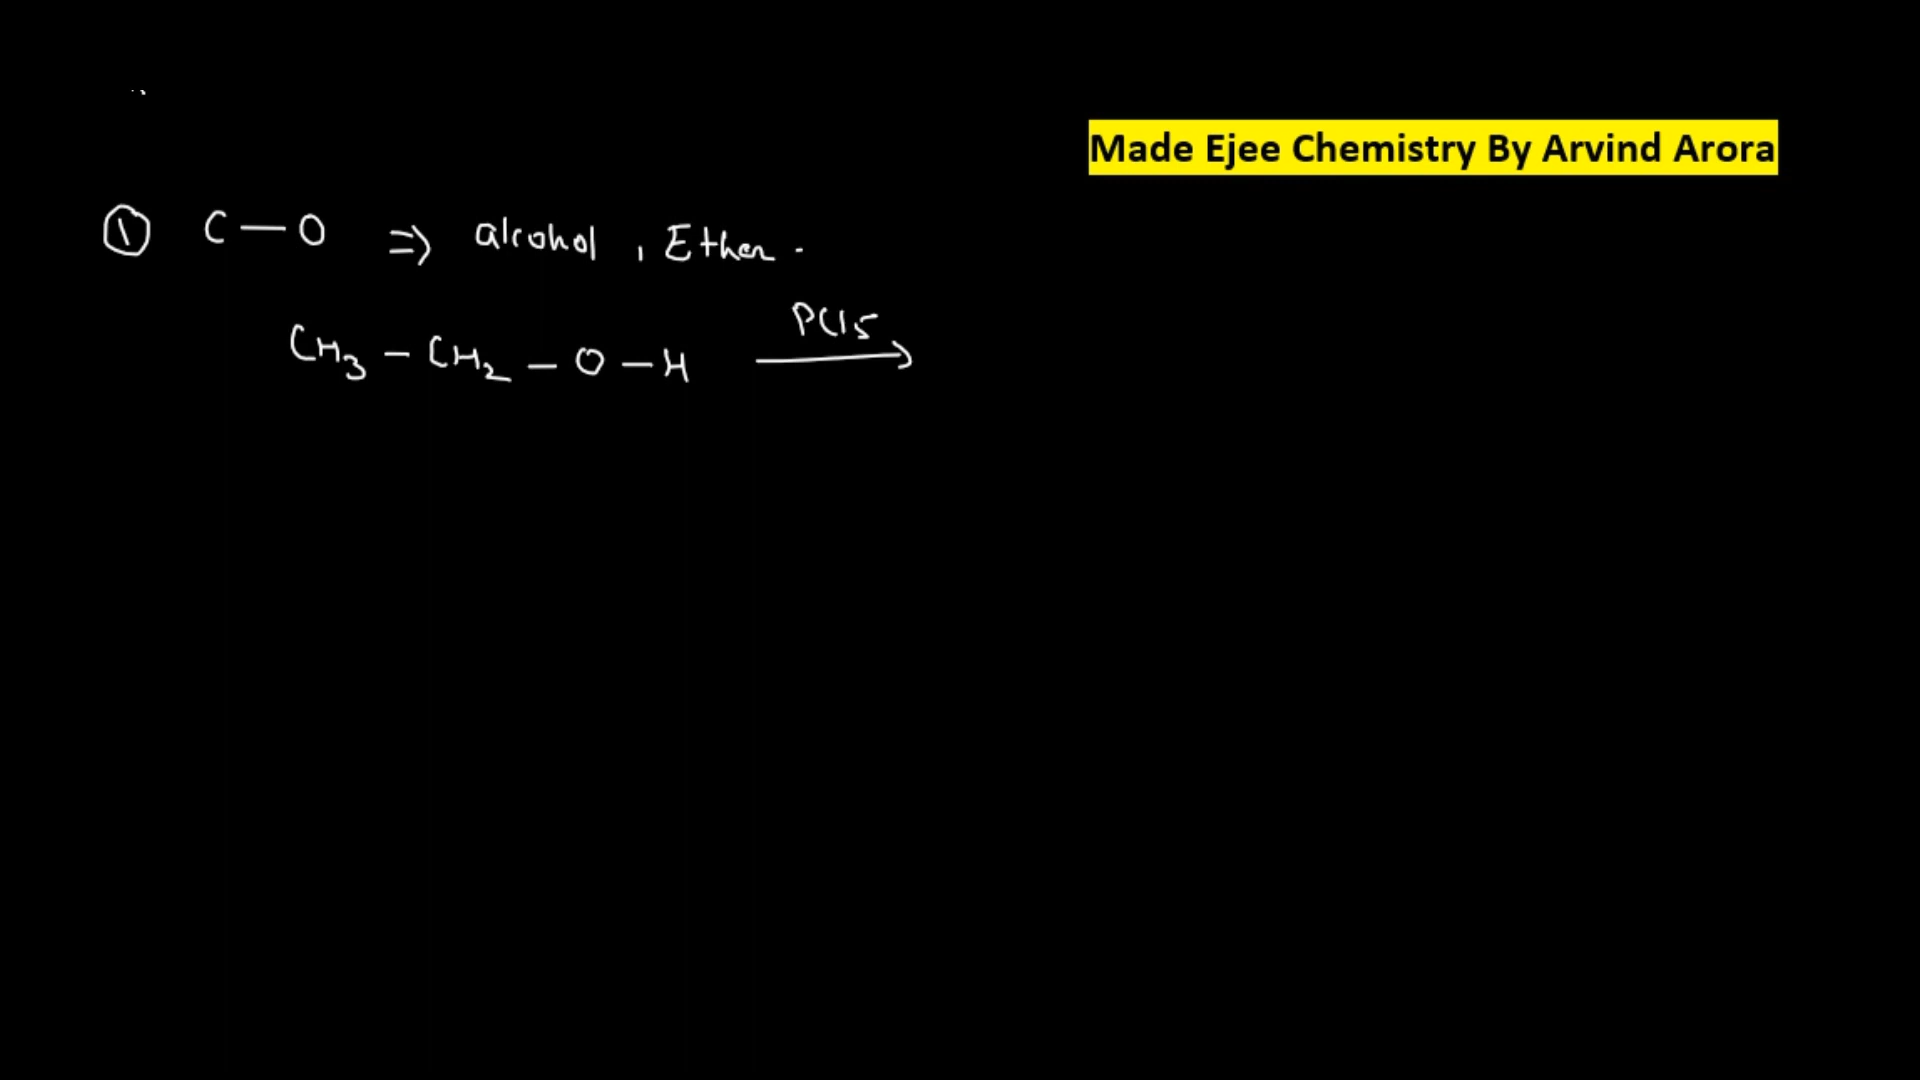 Made Ejee Chemistry By Arvind Arora
① C — O ⇒ alcohol , Ether .
PCl5
CH3 — CH2 — O — H ⟶